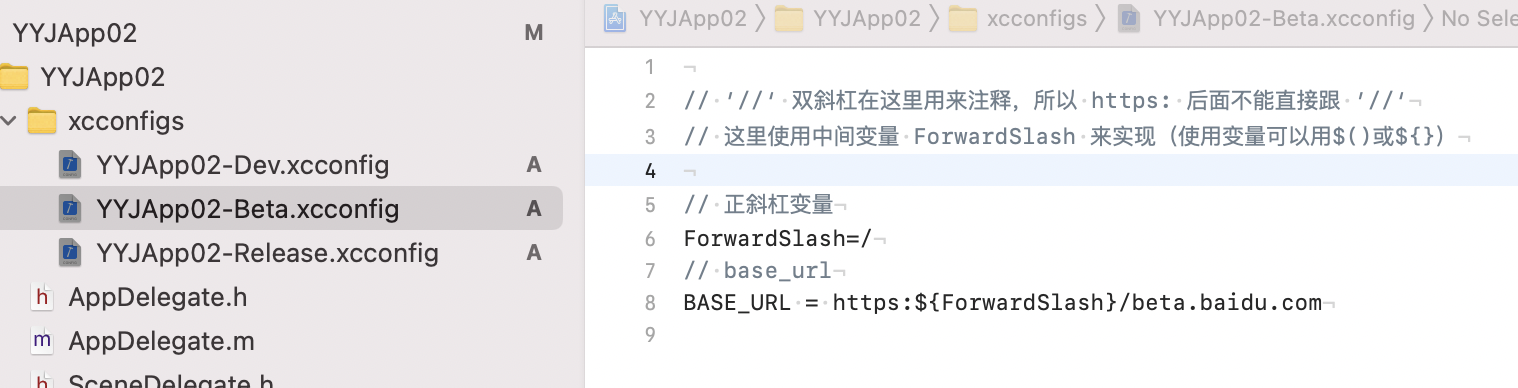 YYJApp02 M
YYJApp02
xcconfigs
YYJApp02-Dev.xcconfig A
YYJApp02-Beta.xcconfig A
YYJApp02-Release.xcconfig A
h AppDelegate.h
m AppDelegate.m
h SceneDelegate.h
YYJApp02 〉 YYJApp02 〉 xcconfigs 〉 YYJApp02-Beta.xcconfig 〉 No Sele
1 ¬
2 //·'//‘ 双斜杠在这里用来注释，所以·https:·后面不能直接跟·'//‘¬
3 //·这里使用中间变量·ForwardSlash·来实现（使用变量可以用$()或${}）¬
4 ¬
5 //·正斜杠变量¬
6 ForwardSlash=/¬
7 //·base_url¬
8 BASE_URL·=·https:${ForwardSlash}/beta.baidu.com¬
9